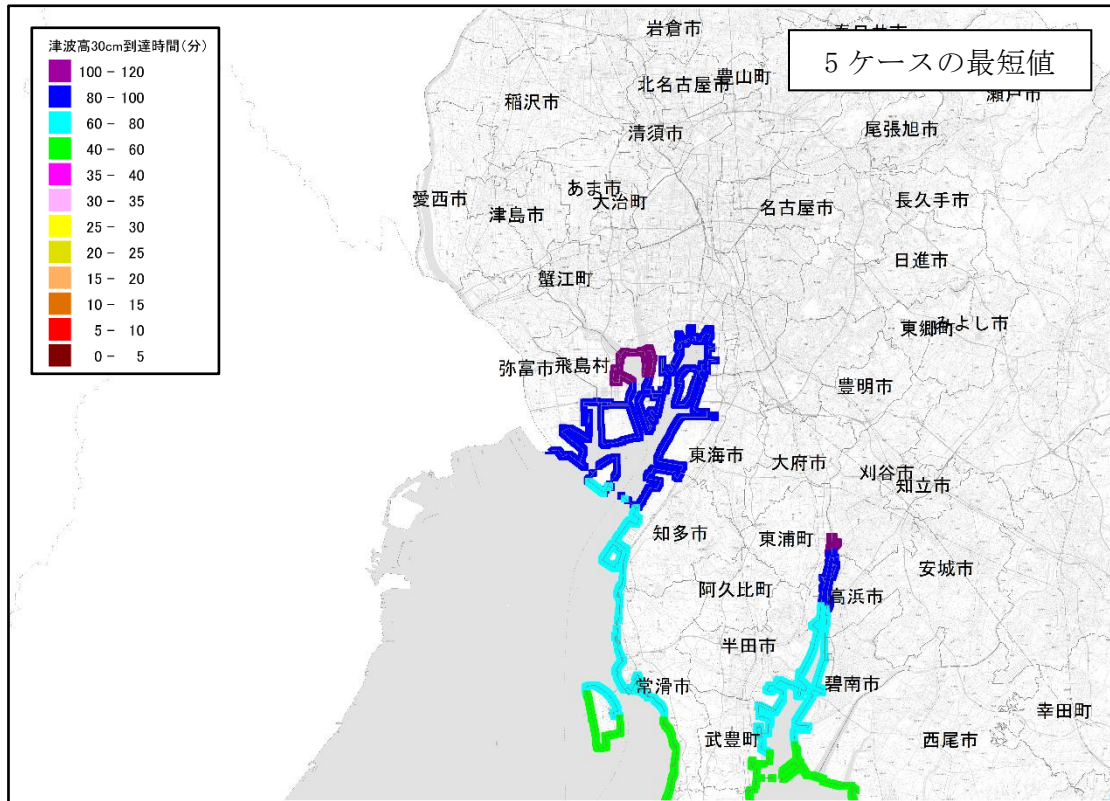 津波高30cm到達時間(分)
100 - 120
80 - 100
60 - 80
40 - 60
35 - 40
30 - 35
25 - 30
20 - 25
15 - 20
10 - 15
5 - 10
0 - 5
5ケースの最短値
岩倉市
北名古屋市
豊山町
稲沢市
瀬戸市
清須市
尾張旭市
あま市
愛西市
大治町
長久手市
津島市
名古屋市
日進市
蟹江町
東郷町
みよし市
弥富市
飛島村
豊明市
東海市
大府市
刈谷市
知立市
知多市
東浦町
安城市
阿久比町
高浜市
半田市
常滑市
碧南市
幸田町
武豊町
西尾市